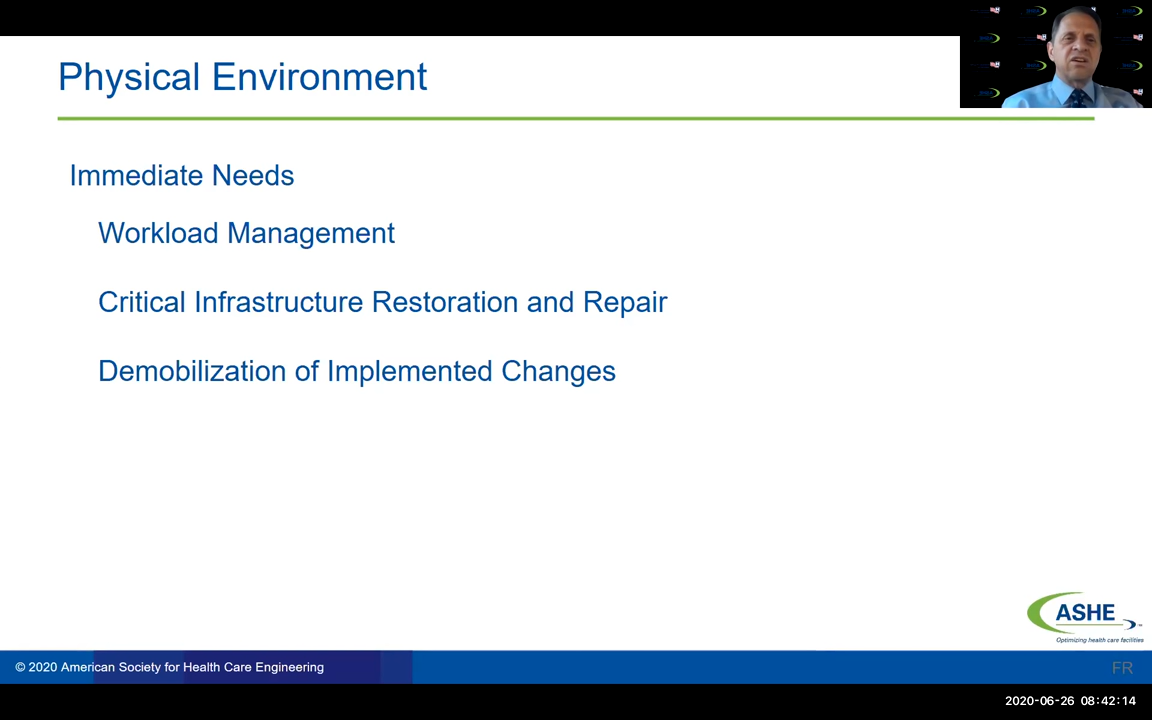 Physical Environment
Immediate Needs
Workload Management
Critical Infrastructure Restoration and Repair
Demobilization of Implemented Changes
ASHE
Optimizing health care facilities
© 2020 American Society for Health Care Engineering
FR
2020-06-26 08:42:14